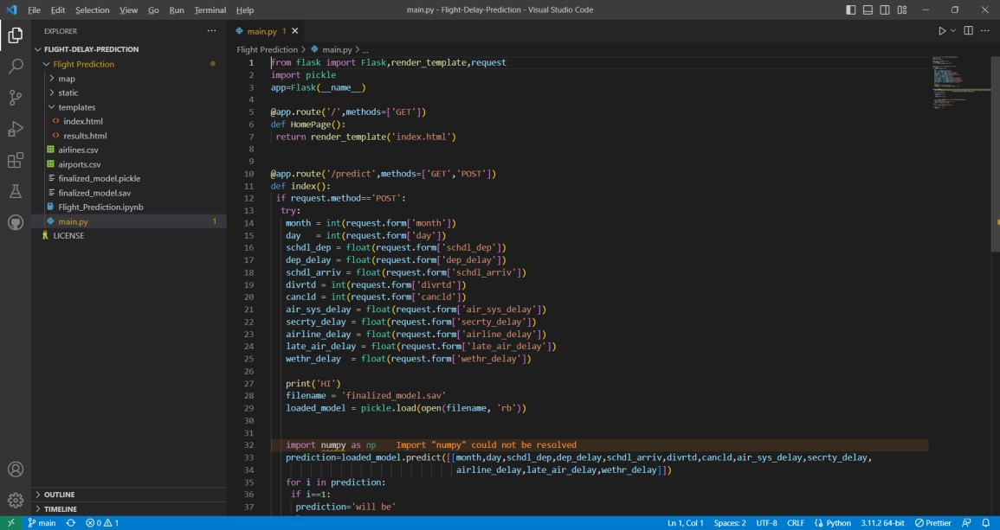 File Edit Selection View Go Run Terminal Help
main.py - Flight-Delay-Prediction - Visual Studio Code
EXPLORER
FLIGHT-DELAY-PREDICTION
Flight Prediction
map
static
templates
index.html
results.html
airlines.csv
airports.csv
finalized_model.pickle
finalized_model.sav
Flight_Prediction.ipynb
main.py 1
LICENSE
OUTLINE
TIMELINE
main.py 1
Flight Prediction > main.py > ...
1 from flask import Flask,render_template,request
2 import pickle
3 app=Flask(__name__)
4
5 @app.route('/',methods=['GET'])
6 def HomePage():
7 return render_template('index.html')
8
9
10 @app.route('/predict',methods=['GET','POST'])
11 def index():
12 if request.method=='POST':
13 try:
14 month = int(request.form['month'])
15 day   = int(request.form['day'])
16 schdl_dep = float(request.form['schdl_dep'])
17 dep_delay = float(request.form['dep_delay'])
18 schdl_arriv = float(request.form['schdl_arriv'])
19 divrtd = int(request.form['divrtd'])
20 cancld = int(request.form['cancld'])
21 air_sys_delay = float(request.form['air_sys_delay'])
22 secrty_delay = float(request.form['secrty_delay'])
23 airline_delay = float(request.form['airline_delay'])
24 late_air_delay = float(request.form['late_air_delay'])
25 wethr_delay  = float(request.form['wethr_delay'])
26
27 print('HI')
28 filename = 'finalized_model.sav'
29 loaded_model = pickle.load(open(filename, 'rb'))
30
31
32 import numpy as np    Import "numpy" could not be resolved
33 prediction=loaded_model.predict([[month,day,schdl_dep,dep_delay,schdl_arriv,divrtd,cancld,air_sys_delay,secrty_delay,
34 airline_delay,late_air_delay,wethr_delay]])
35 for i in prediction:
36 if i==1:
37 prediction='will be'
main 0 1 Ln 1, Col 1 Spaces: 2 UTF-8 CRLF Python 3.11.2 64-bit Prettier